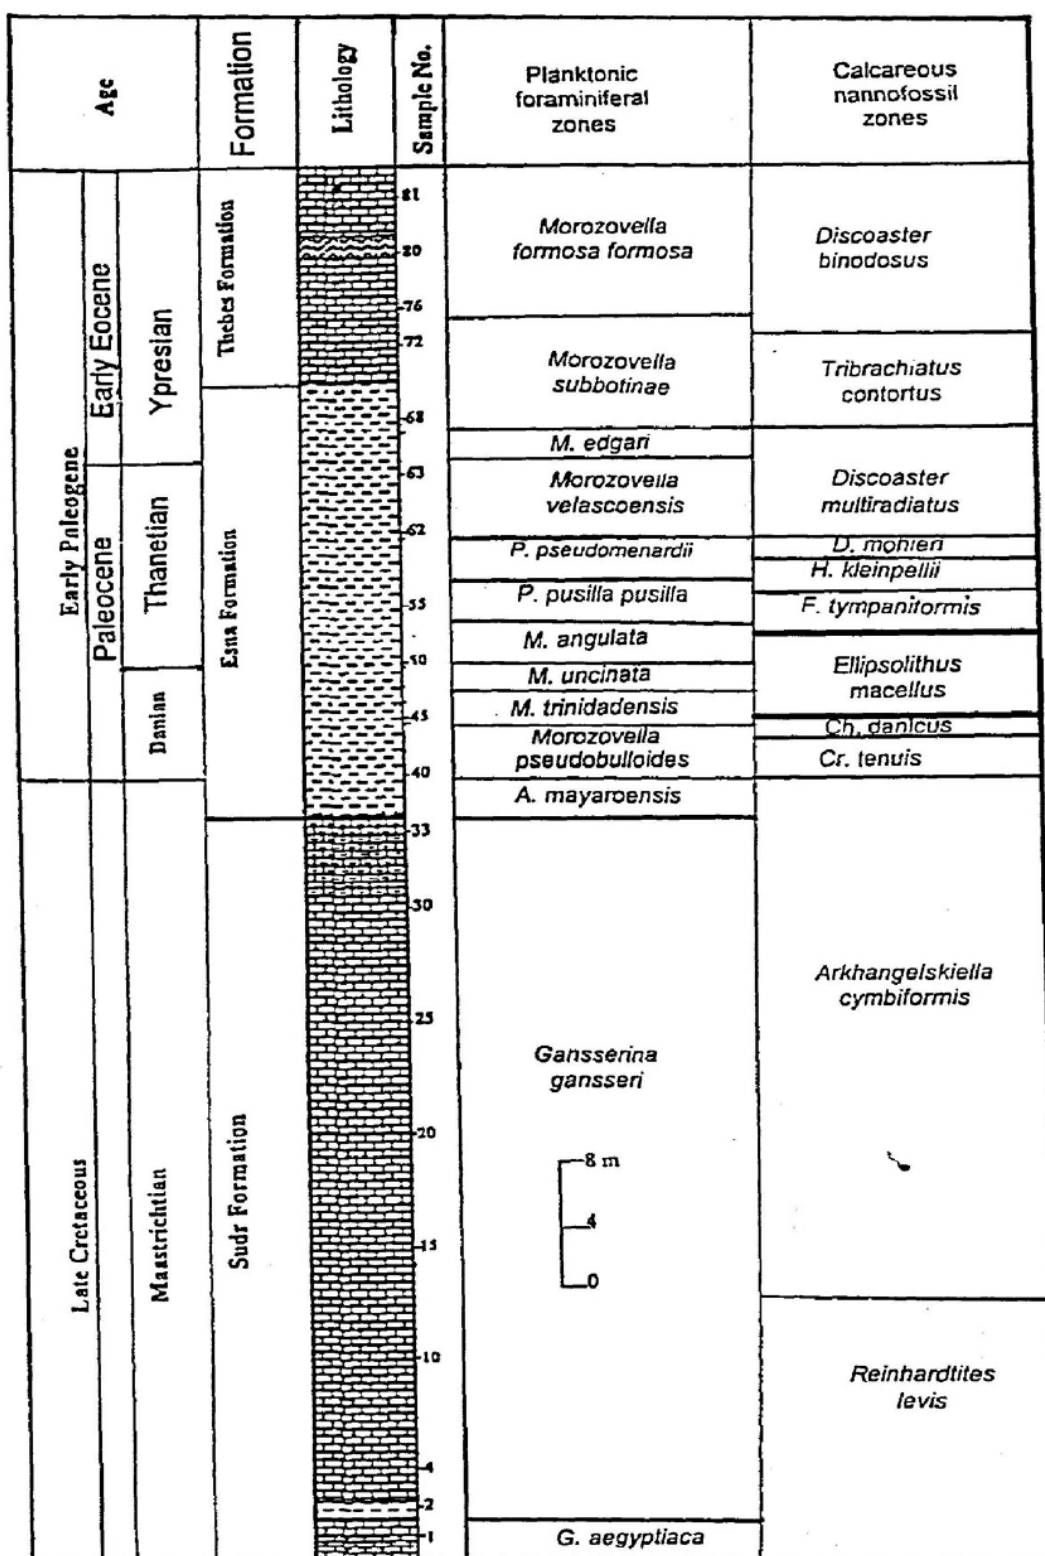 Age
Formation
Lithology
Sample No.
Planktonic
foraminiferal
zones
Calcareous
nannofossil
zones
Early Paleogene
Early Eocene
Paleocene
Ypresian
Thanetian
Danian
Late Cretaceous
Maastrichtian
Thebes Formation
Esna Formation
Sudr Formation
81
80
76
72
68
63
62
55
50
45
40
33
30
25
20
15
10
4
2
1
Morozovella
formosa formosa
Morozovella
subbotinae
M. edgari
Morozovella
velascoensis
P. pseudomenardii
P. pusilla pusilla
M. angulata
M. uncinata
M. trinidadensis
Morozovella
pseudobulloides
A. mayaroensis
Gansserina
gansseri
8 m
4
0
G. aegyptiaca
Discoaster
binodosus
Tribrachiatus
contortus
Discoaster
multiradiatus
D. mohleri
H. kleinpellii
F. tympaniformis
Ellipsolithus
macellus
Ch. danicus
Cr. tenuis
Arkhangelskiella
cymbiformis
Reinhardtites
levis